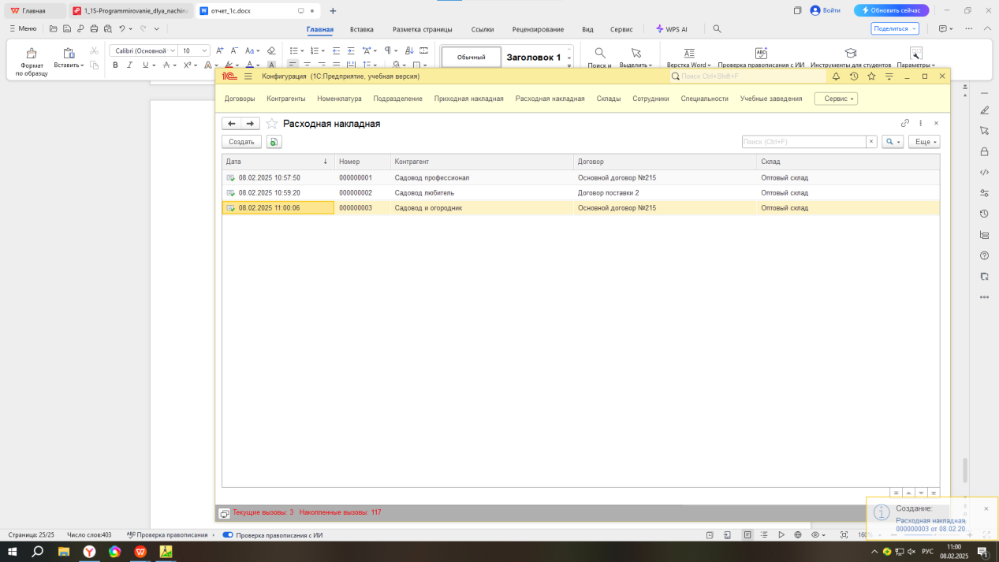 Главная
1_1S-Programmirovanie_dlya_nachin
отчет_1c.docx
Войти
Обновить сейчас
Меню
Главная
Вставка
Разметка страницы
Ссылки
Рецензирование
Вид
Сервис
WPS AI
Поделиться
Формат
по образцу
Вставить
Calibri (Основной
10
Обычный
Заголовок 1
Поиск и
Выделить
Верстка Word
Проверка правописания с ИИ
Инструменты для студентов
Параметры
Конфигурация (1С:Предприятие, учебная версия)
Поиск Ctrl+Shift+F
Договоры
Контрагенты
Номенклатура
Подразделение
Приходная накладная
Расходная накладная
Склады
Сотрудники
Специальности
Учебные заведения
Сервис
Расходная накладная
Создать
Поиск (Ctrl+F)
Еще
Дата ↓ Номер Контрагент Договор Склад
08.02.2025 10:57:50 000000001 Садовод профессионал Основной договор №215 Оптовый склад
08.02.2025 10:59:20 000000002 Садовод любитель Договор поставки 2 Оптовый склад
08.02.2025 11:00:06 000000003 Садовод и огородник Основной договор №215 Оптовый склад
Текущие вызовы: 3 Накопленные вызовы: 117
Создание:
Расходная накладная
000000003 от 08.02.20
Страница: 25/25
Число слов:403
Проверка правописания
Проверка правописания с ИИ
РУС
11:00
08.02.2025